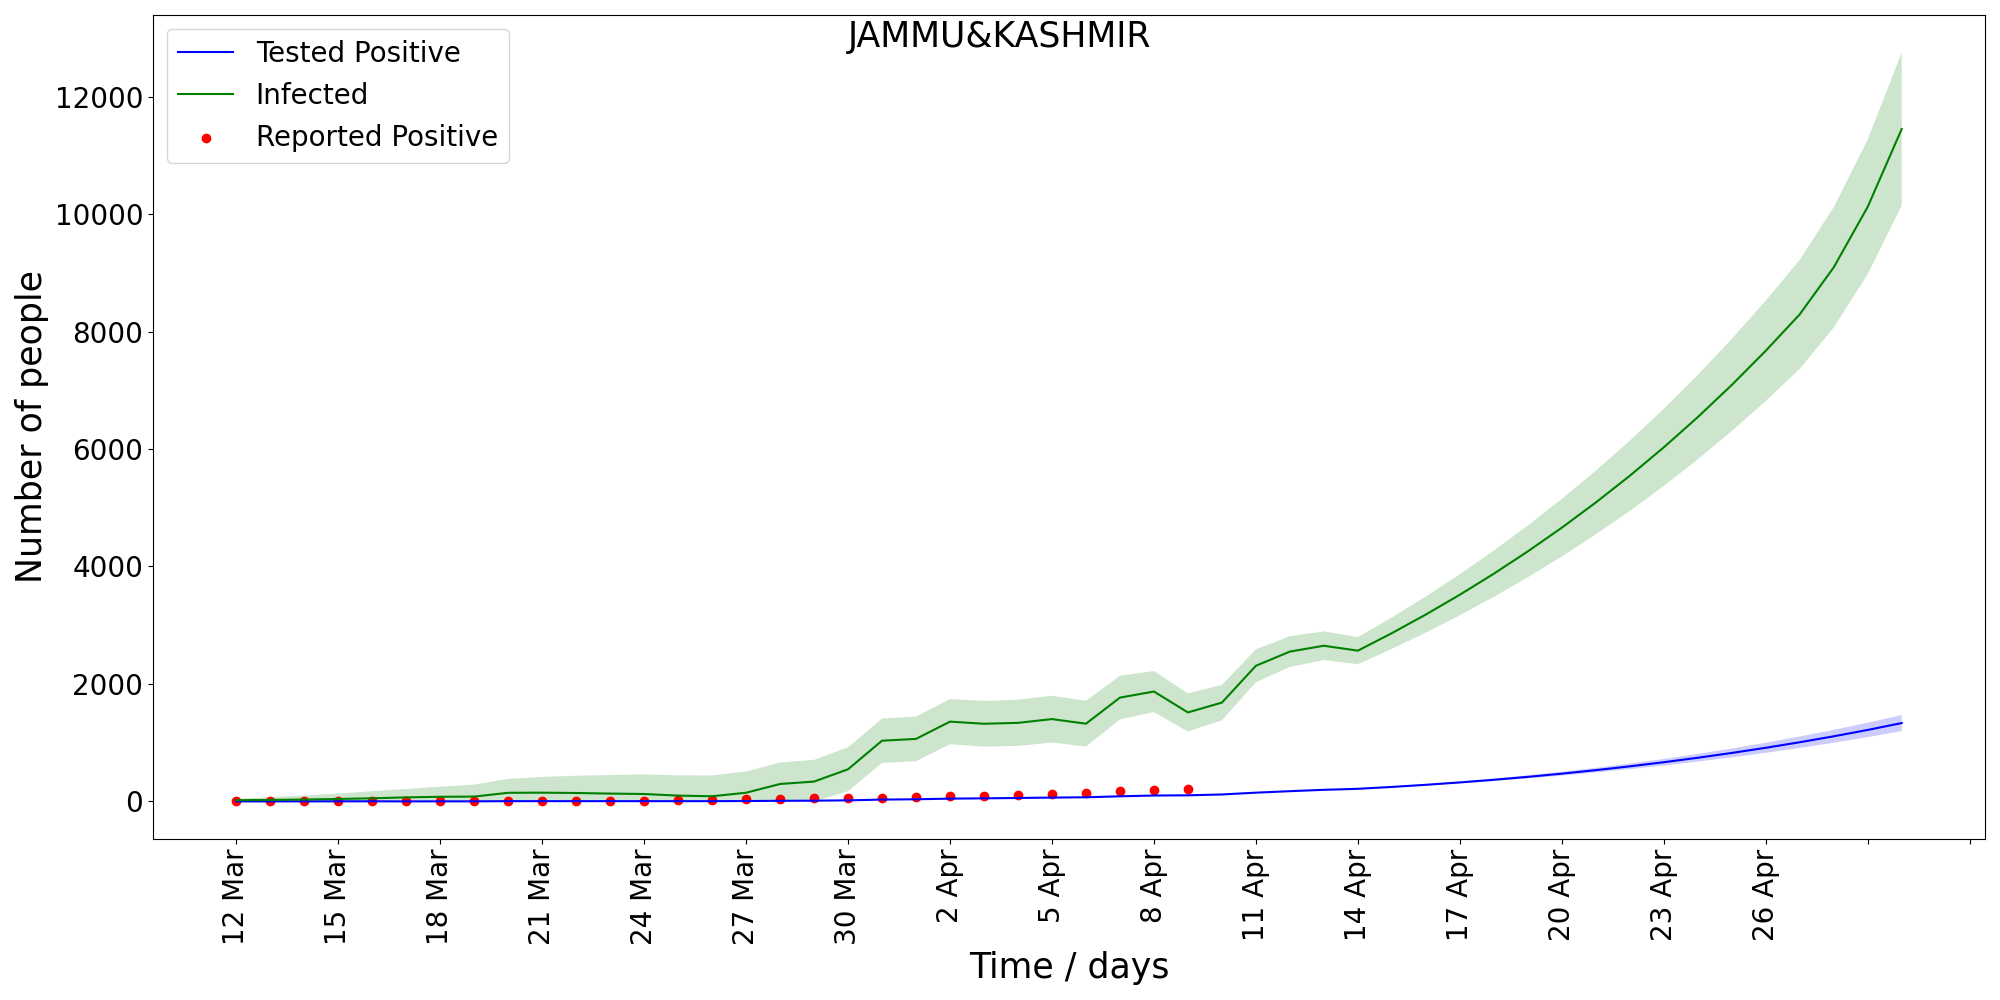 JAMMU&KASHMIR
Tested Positive
Infected
Reported Positive
Number of people
12000
10000
8000
6000
4000
2000
0
12 Mar
15 Mar
18 Mar
21 Mar
24 Mar
27 Mar
30 Mar
2 Apr
5 Apr
8 Apr
11 Apr
14 Apr
17 Apr
20 Apr
23 Apr
26 Apr
Time / days